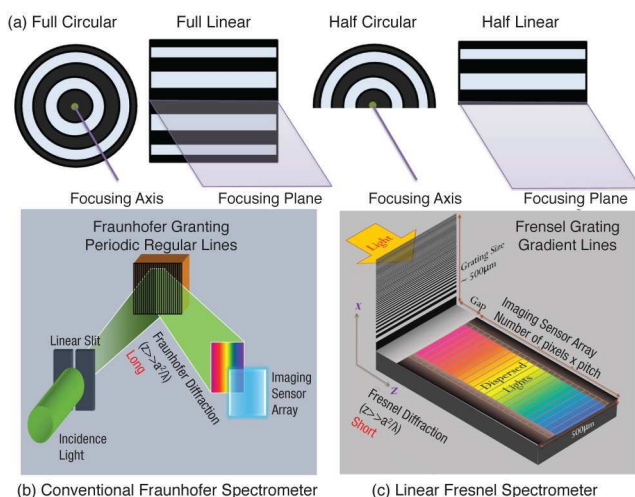 (a) Full Circular
Full Linear
Half Circular
Half Linear
Focusing Axis
Focusing Plane
Focusing Axis
Focusing Plane
Fraunhofer Granting
Periodic Regular Lines
Linear Slit
Long
Fraunhofer Diffraction
(z>>a²/λ)
Imaging
Sensor
Array
Incidence
Light
(b) Conventional Fraunhofer Spectrometer
Frensel Grating
Gradient Lines
Light
Grating Size
~ 500μm
Gap
Imaging Sensor Array
Number of pixels x pitch
X
Z
Dispersed
Lights
Fresnel Diffraction
(z>>a²/λ)
Short
500μm
(c) Linear Fresnel Spectrometer